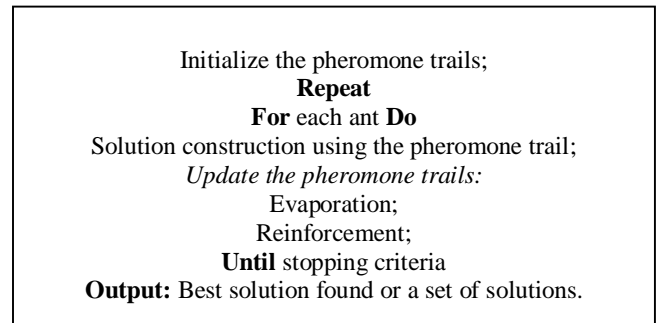 Initialize the pheromone trails;
Repeat
For each ant Do
Solution construction using the pheromone trail;
Update the pheromone trails:
Evaporation;
Reinforcement;
Until stopping criteria
Output: Best solution found or a set of solutions.